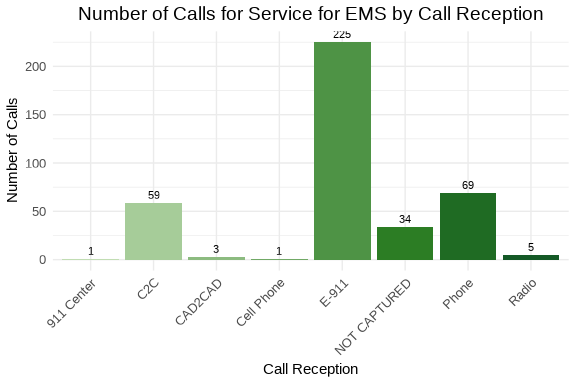 Number of Calls for Service for EMS by Call Reception
Number of Calls
200
150
100
50
0
1
59
3
1
225
34
69
5
911 Center
C2C
CAD2CAD
Cell Phone
E-911
NOT CAPTURED
Phone
Radio
Call Reception